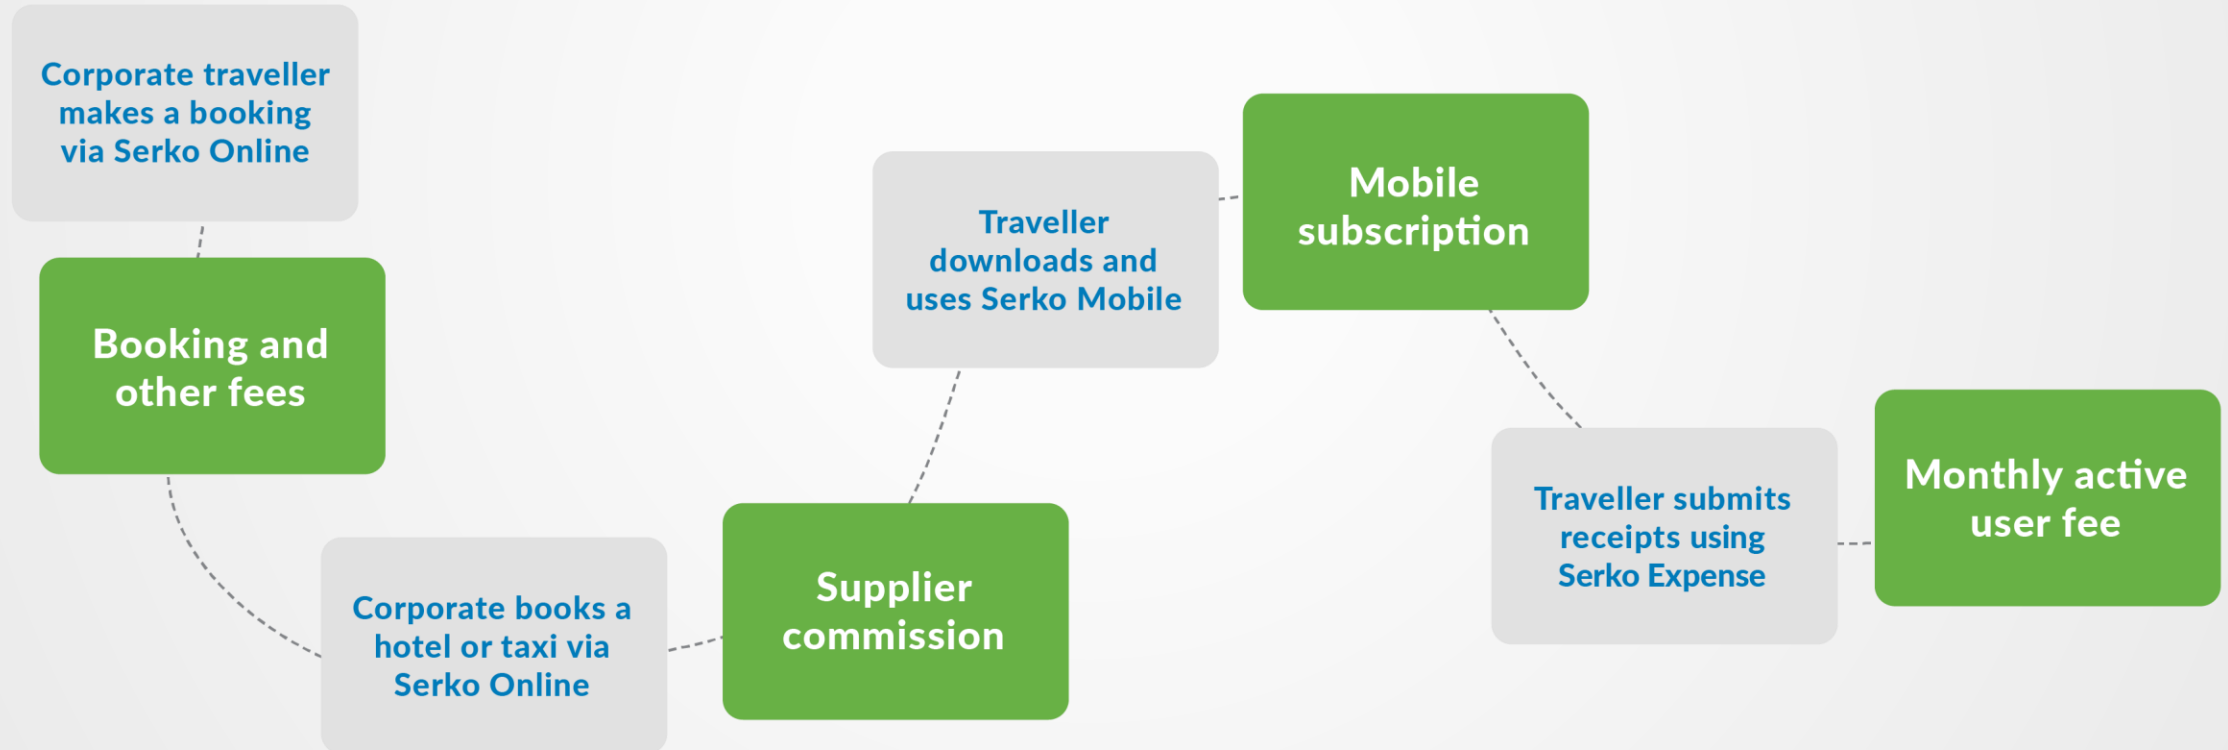 Corporate traveller
makes a booking
via Serko Online
Booking and
other fees
Corporate books a
hotel or taxi via
Serko Online
Supplier
commission
Traveller
downloads and
uses Serko Mobile
Mobile
subscription
Traveller submits
receipts using
Serko Expense
Monthly active
user fee